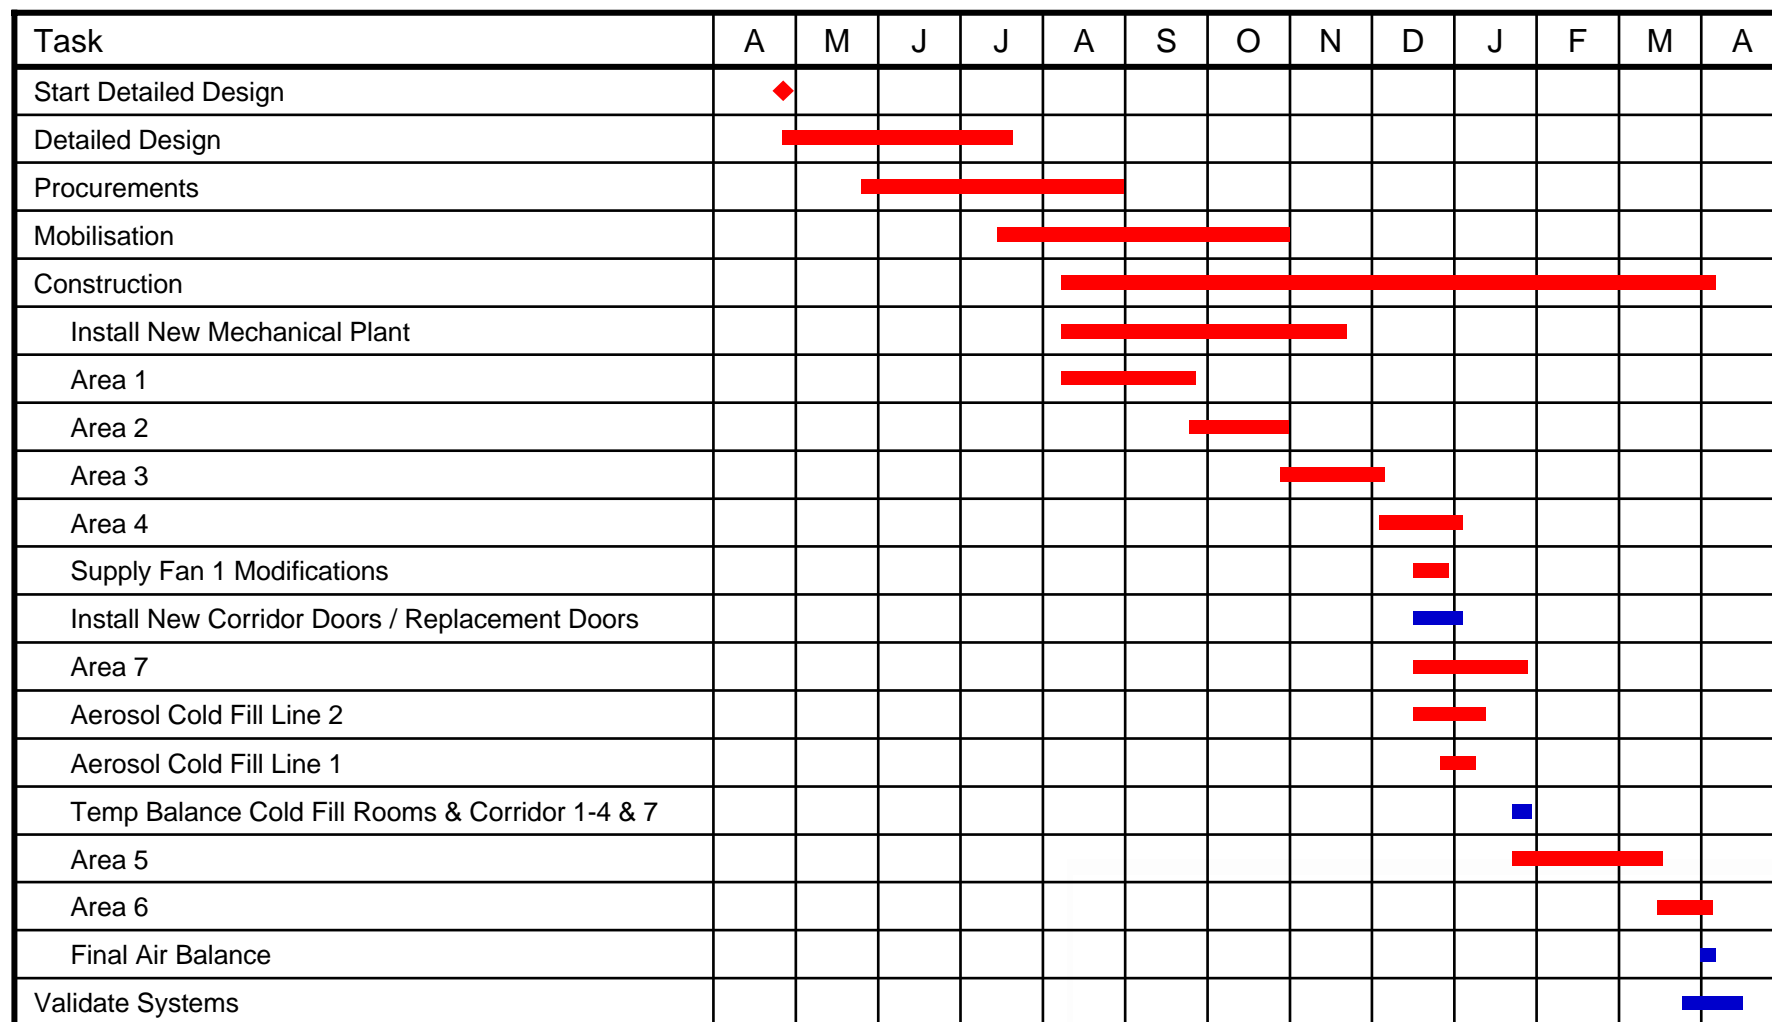 Task A M J J A S O N D J F M A
Start Detailed Design
Detailed Design
Procurements
Mobilisation
Construction
Install New Mechanical Plant
Area 1
Area 2
Area 3
Area 4
Supply Fan 1 Modifications
Install New Corridor Doors / Replacement Doors
Area 7
Aerosol Cold Fill Line 2
Aerosol Cold Fill Line 1
Temp Balance Cold Fill Rooms & Corridor 1-4 & 7
Area 5
Area 6
Final Air Balance
Validate Systems